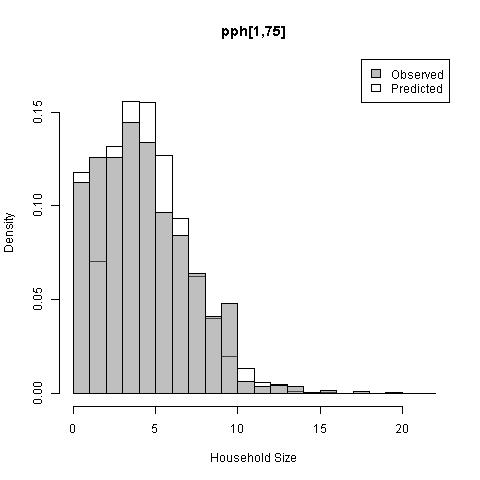 pph[1,75]
Observed
Predicted
Density
0.15
0.10
0.05
0.00
0 5 10 15 20
Household Size